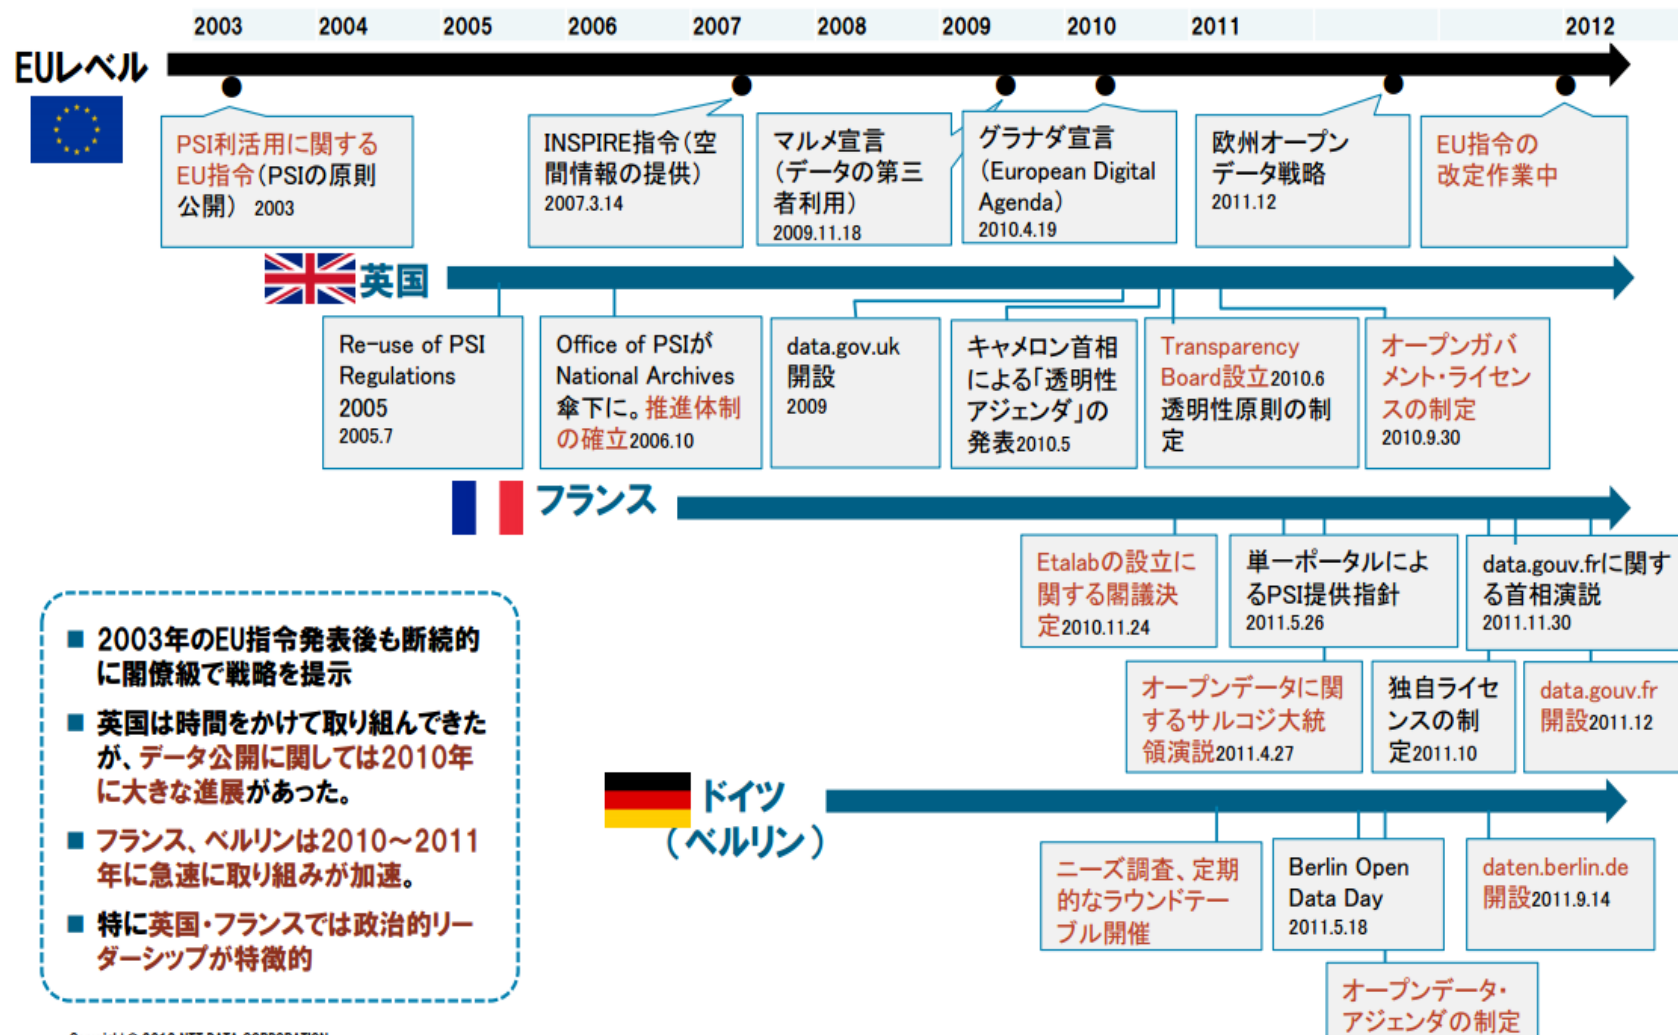 2003 2004 2005 2006 2007 2008 2009 2010 2011 2012
EUレベル
PSI利活用に関する
EU指令(PSIの原則
公開) 2003
INSPIRE指令(空
間情報の提供)
2007.3.14
マルメ宣言
(データの第三
者利用)
2009.11.18
グラナダ宣言
(European Digital
Agenda)
2010.4.19
欧州オープン
データ戦略
2011.12
EU指令の
改定作業中
英国
Re-use of PSI
Regulations
2005
2005.7
Office of PSIが
National Archives
傘下に。推進体制
の確立2006.10
data.gov.uk
開設
2009
キャメロン首相
による「透明性
アジェンダ」の
発表2010.5
Transparency
Board設立2010.6
透明性原則の制
定
オープンガバ
メント・ライセン
スの制定
2010.9.30
フランス
Etalabの設立に
関する閣議決
定2010.11.24
単一ポータルによ
るPSI提供指針
2011.5.26
data.gouv.frに関す
る首相演説
2011.11.30
オープンデータに関
するサルコジ大統
領演説2011.4.27
独自ライセ
ンスの制
定2011.10
data.gouv.fr
開設2011.12
ドイツ
(ベルリン)
ニーズ調査、定期
的なラウンドテー
ブル開催
Berlin Open
Data Day
2011.5.18
daten.berlin.de
開設2011.9.14
オープンデータ・
アジェンダの制定
■ 2003年のEU指令発表後も断続的
に閣僚級で戦略を提示
■ 英国は時間をかけて取り組んできた
が、データ公開に関しては2010年
に大きな進展があった。
■ フランス、ベルリンは2010～2011
年に急速に取り組みが加速。
■ 特に英国・フランスでは政治的リー
ダーシップが特徴的